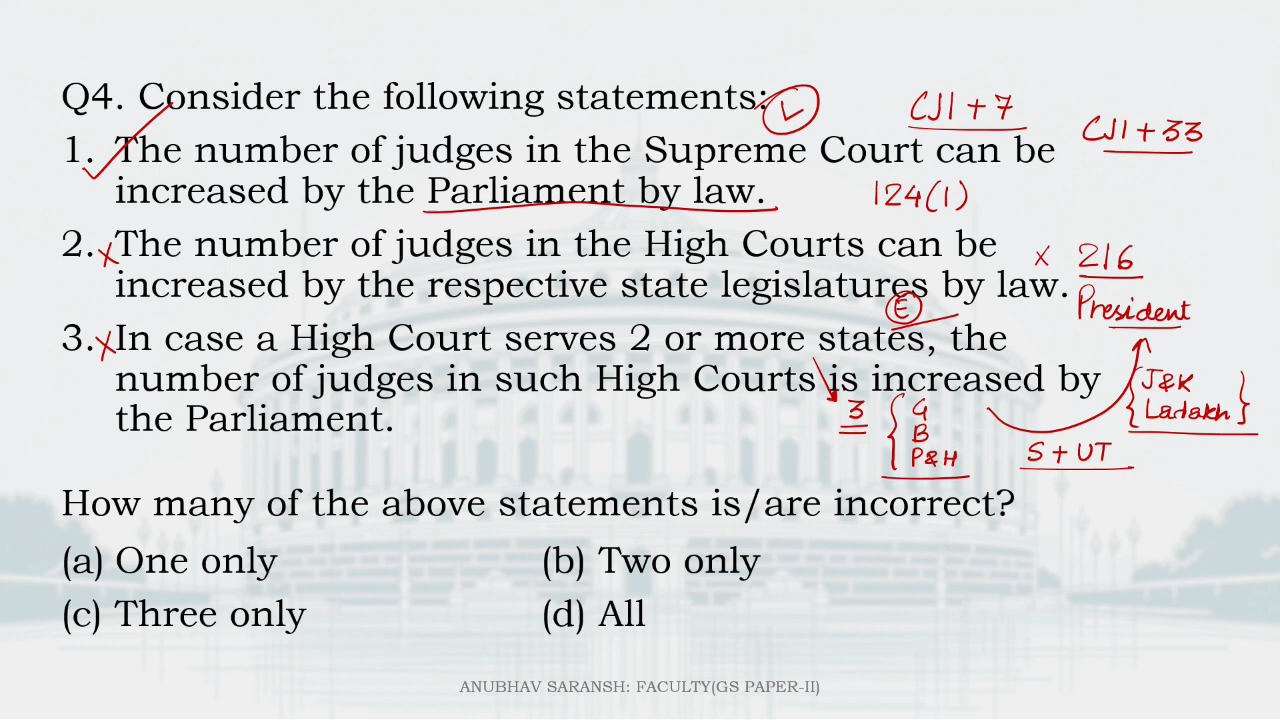 Q4. Consider the following statements:
CJI + 7
CJI + 33
1. The number of judges in the Supreme Court can be
increased by the Parliament by law.
124(1)
2. The number of judges in the High Courts can be
x 216
increased by the respective state legislatures by law.
President
E
3. In case a High Court serves 2 or more states, the
number of judges in such High Courts is increased by
J&K
Ladakh
the Parliament.
3
G
B
P&H
S + UT
How many of the above statements is/are incorrect?
(a) One only
(b) Two only
(c) Three only
(d) All
ANUBHAV SARANSH: FACULTY(GS PAPER-II)